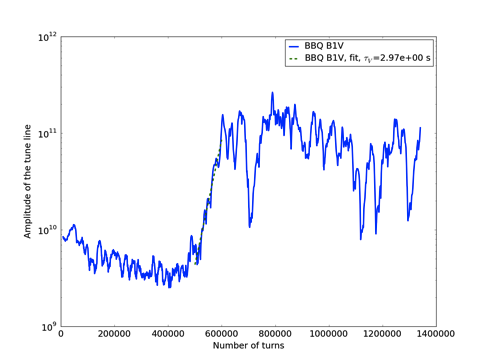 BBQ B1V
BBQ B1V, fit, τV=2.97e+00 s
10^12
10^11
10^10
10^9
Amplitude of the tune line
0 200000 400000 600000 800000 1000000 1200000 1400000
Number of turns